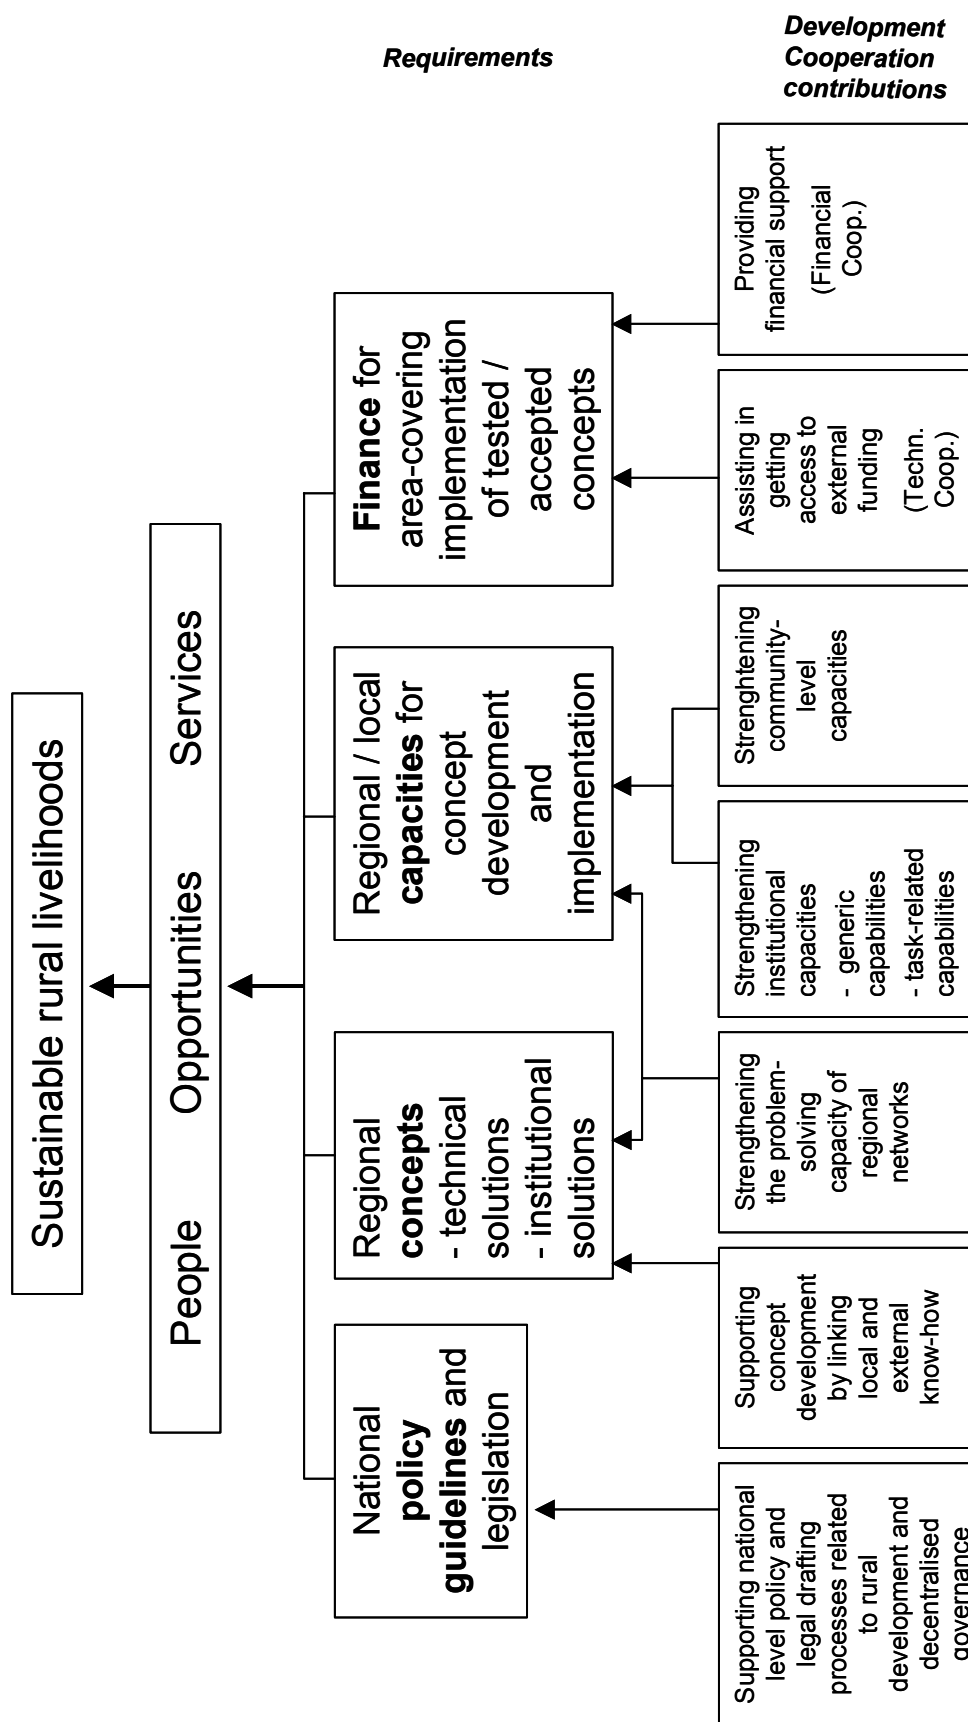 Sustainable rural livelihoods
People Opportunities Services
Requirements
National
policy
guidelines and
legislation
Regional
concepts
- technical
solutions
- institutional
solutions
Regional / local
capacities for
concept
development
and
implementation
Finance for
area-covering
implementation
of tested /
accepted
concepts
Development
Cooperation
contributions
Supporting national
level policy and
legal drafting
processes related
to rural
development and
decentralised
governance
Supporting
concept
development
by linking
local and
external
know-how
Strengthening
the problem-
solving
capacity of
regional
networks
Strengthening
institutional
capacities
- generic
capabilities
- task-related
capabilities
Strenghtening
community-
level
capacities
Assisting in
getting
access to
external
funding
(Techn.
Coop.)
Providing
financial support
(Financial
Coop.)